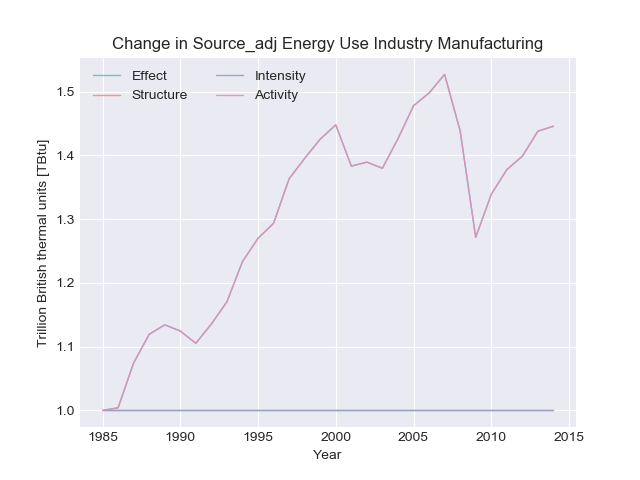 Change in Source_adj Energy Use Industry Manufacturing
Effect
Structure
Intensity
Activity
Trillion British thermal units [TBtu]
1.5
1.4
1.3
1.2
1.1
1.0
1985 1990 1995 2000 2005 2010 2015
Year